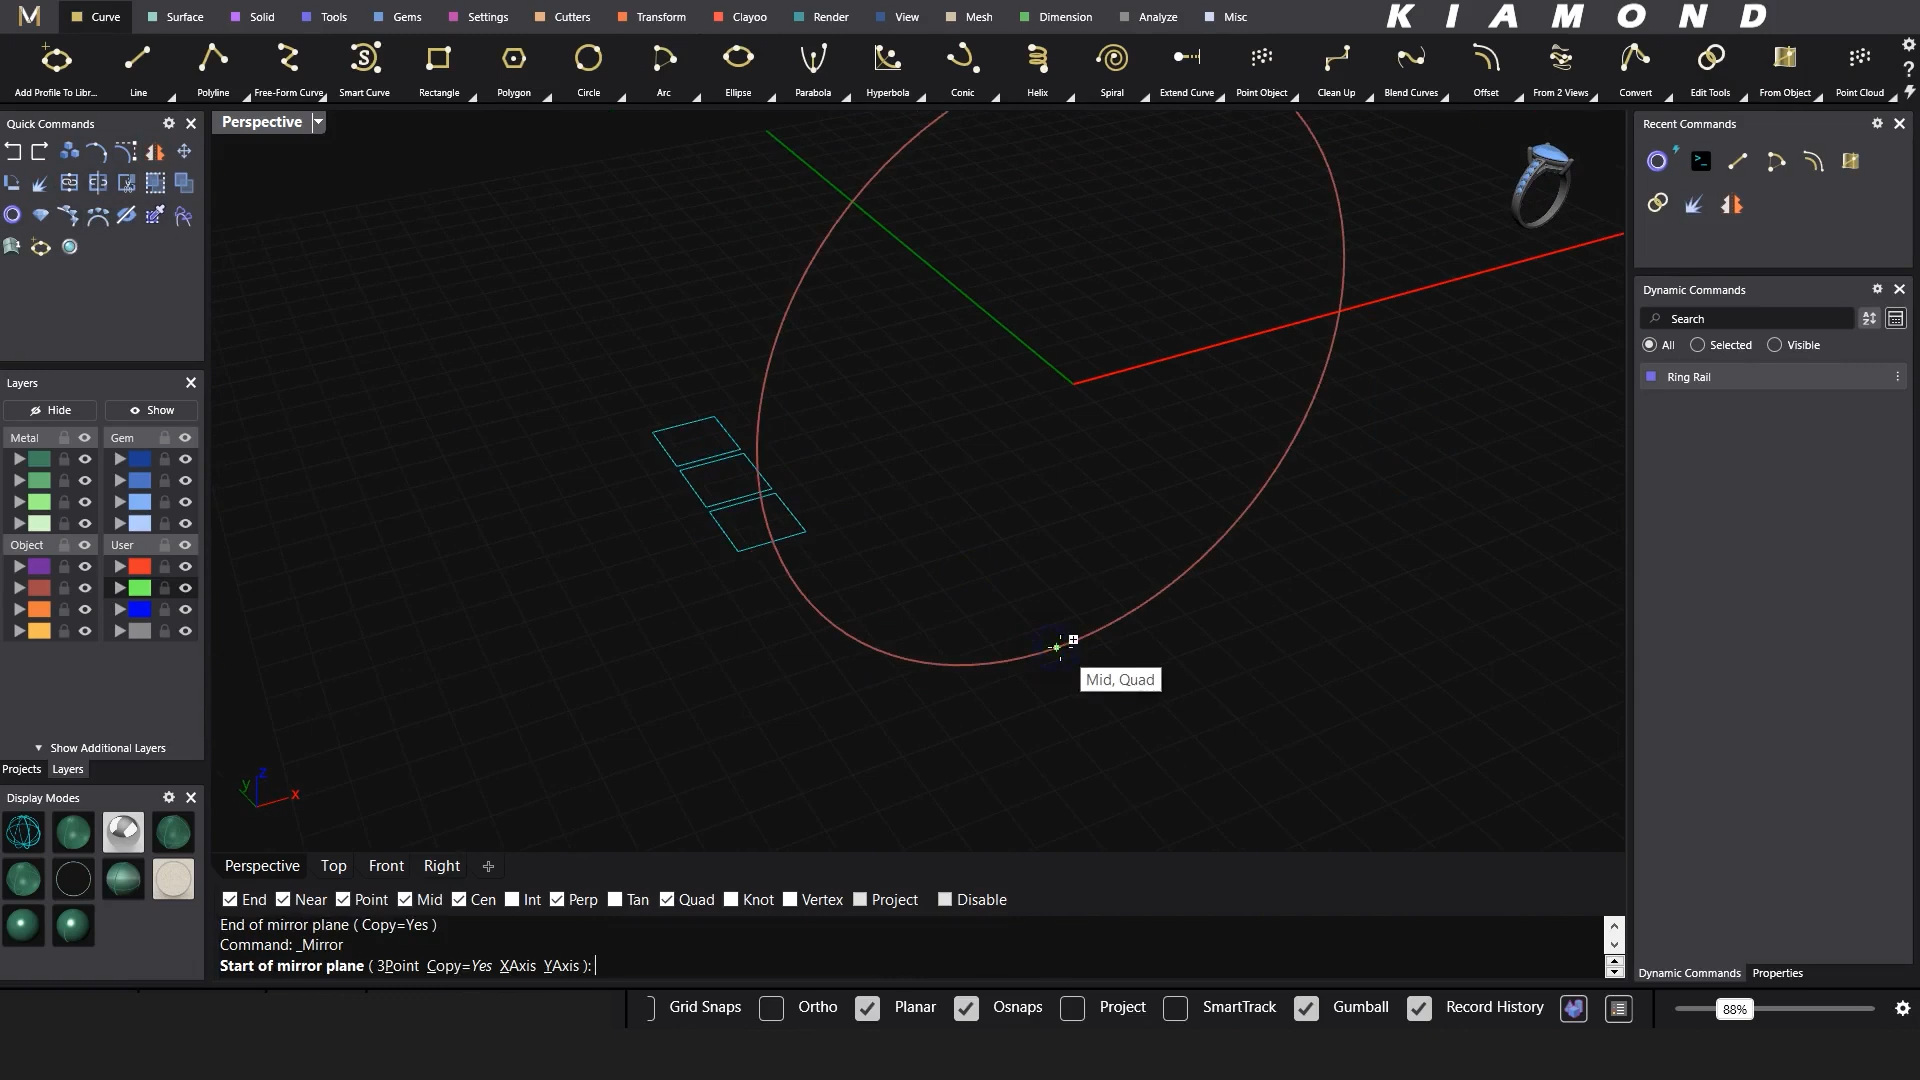 Curve Surface Solid Tools Gems Settings Cutters Transform Clayoo Render View Mesh Dimension Analyze Misc KIAMOND
Add Profile To Libr... Line Polyline Free-Form Curve Smart Curve Rectangle Polygon Circle Arc Ellipse Parabola Hyperbola Conic Helix Spiral Extend Curve Point Object Clean Up Blend Curves Offset From 2 Views Convert Edit Tools From Object Point Cloud
Quick Commands
Perspective
Recent Commands
Dynamic Commands
Search
All Selected Visible
Ring Rail
Layers
Hide Show
Metal Gem
Object User
Show Additional Layers
Projects Layers
Display Modes
Mid, Quad
z
y
x
Perspective Top Front Right
End Near Point Mid Cen Int Perp Tan Quad Knot Vertex Project Disable
End of mirror plane ( Copy=Yes )
Command: _Mirror
Start of mirror plane ( 3Point Copy=Yes XAxis YAxis ):
Dynamic Commands Properties
Grid Snaps Ortho Planar Osnaps Project SmartTrack Gumball Record History 88%